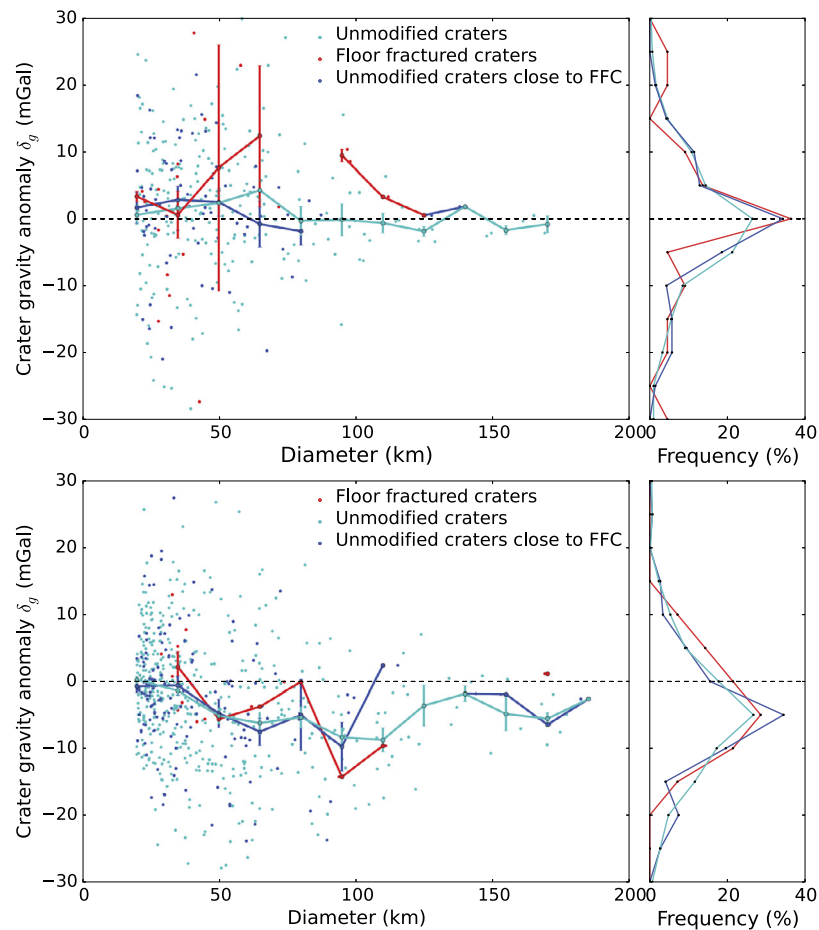 30
20
10
0
−10
−20
−30
Crater gravity anomaly δg (mGal)
Unmodified craters
Floor fractured craters
Unmodified craters close to FFC
0 50 100 150 200
Diameter (km)
0 20 40
Frequency (%)
30
20
10
0
−10
−20
−30
Crater gravity anomaly δg (mGal)
Floor fractured craters
Unmodified craters
Unmodified craters close to FFC
0 50 100 150 200
Diameter (km)
0 20 40
Frequency (%)